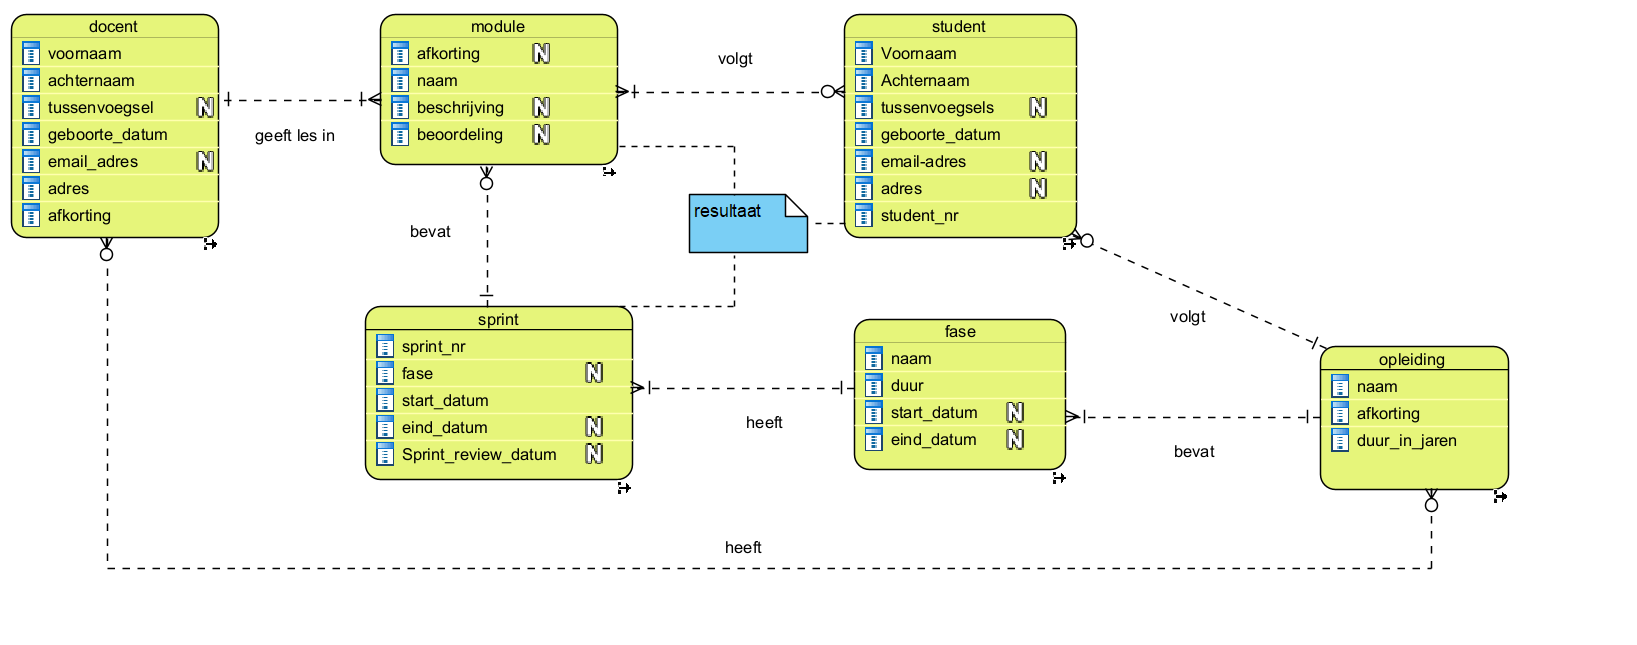 docent
voornaam
achternaam
tussenvoegsel N
geboorte_datum
email_adres N
adres
afkorting
geeft les in
module
afkorting N
naam
beschrijving N
beoordeling N
volgt
student
Voornaam
Achternaam
tussenvoegsels N
geboorte_datum
email-adres N
adres N
student_nr
resultaat
bevat
sprint
sprint_nr
fase N
start_datum
eind_datum N
Sprint_review_datum N
heeft
fase
naam
duur
start_datum N
eind_datum N
volgt
bevat
opleiding
naam
afkorting
duur_in_jaren
heeft